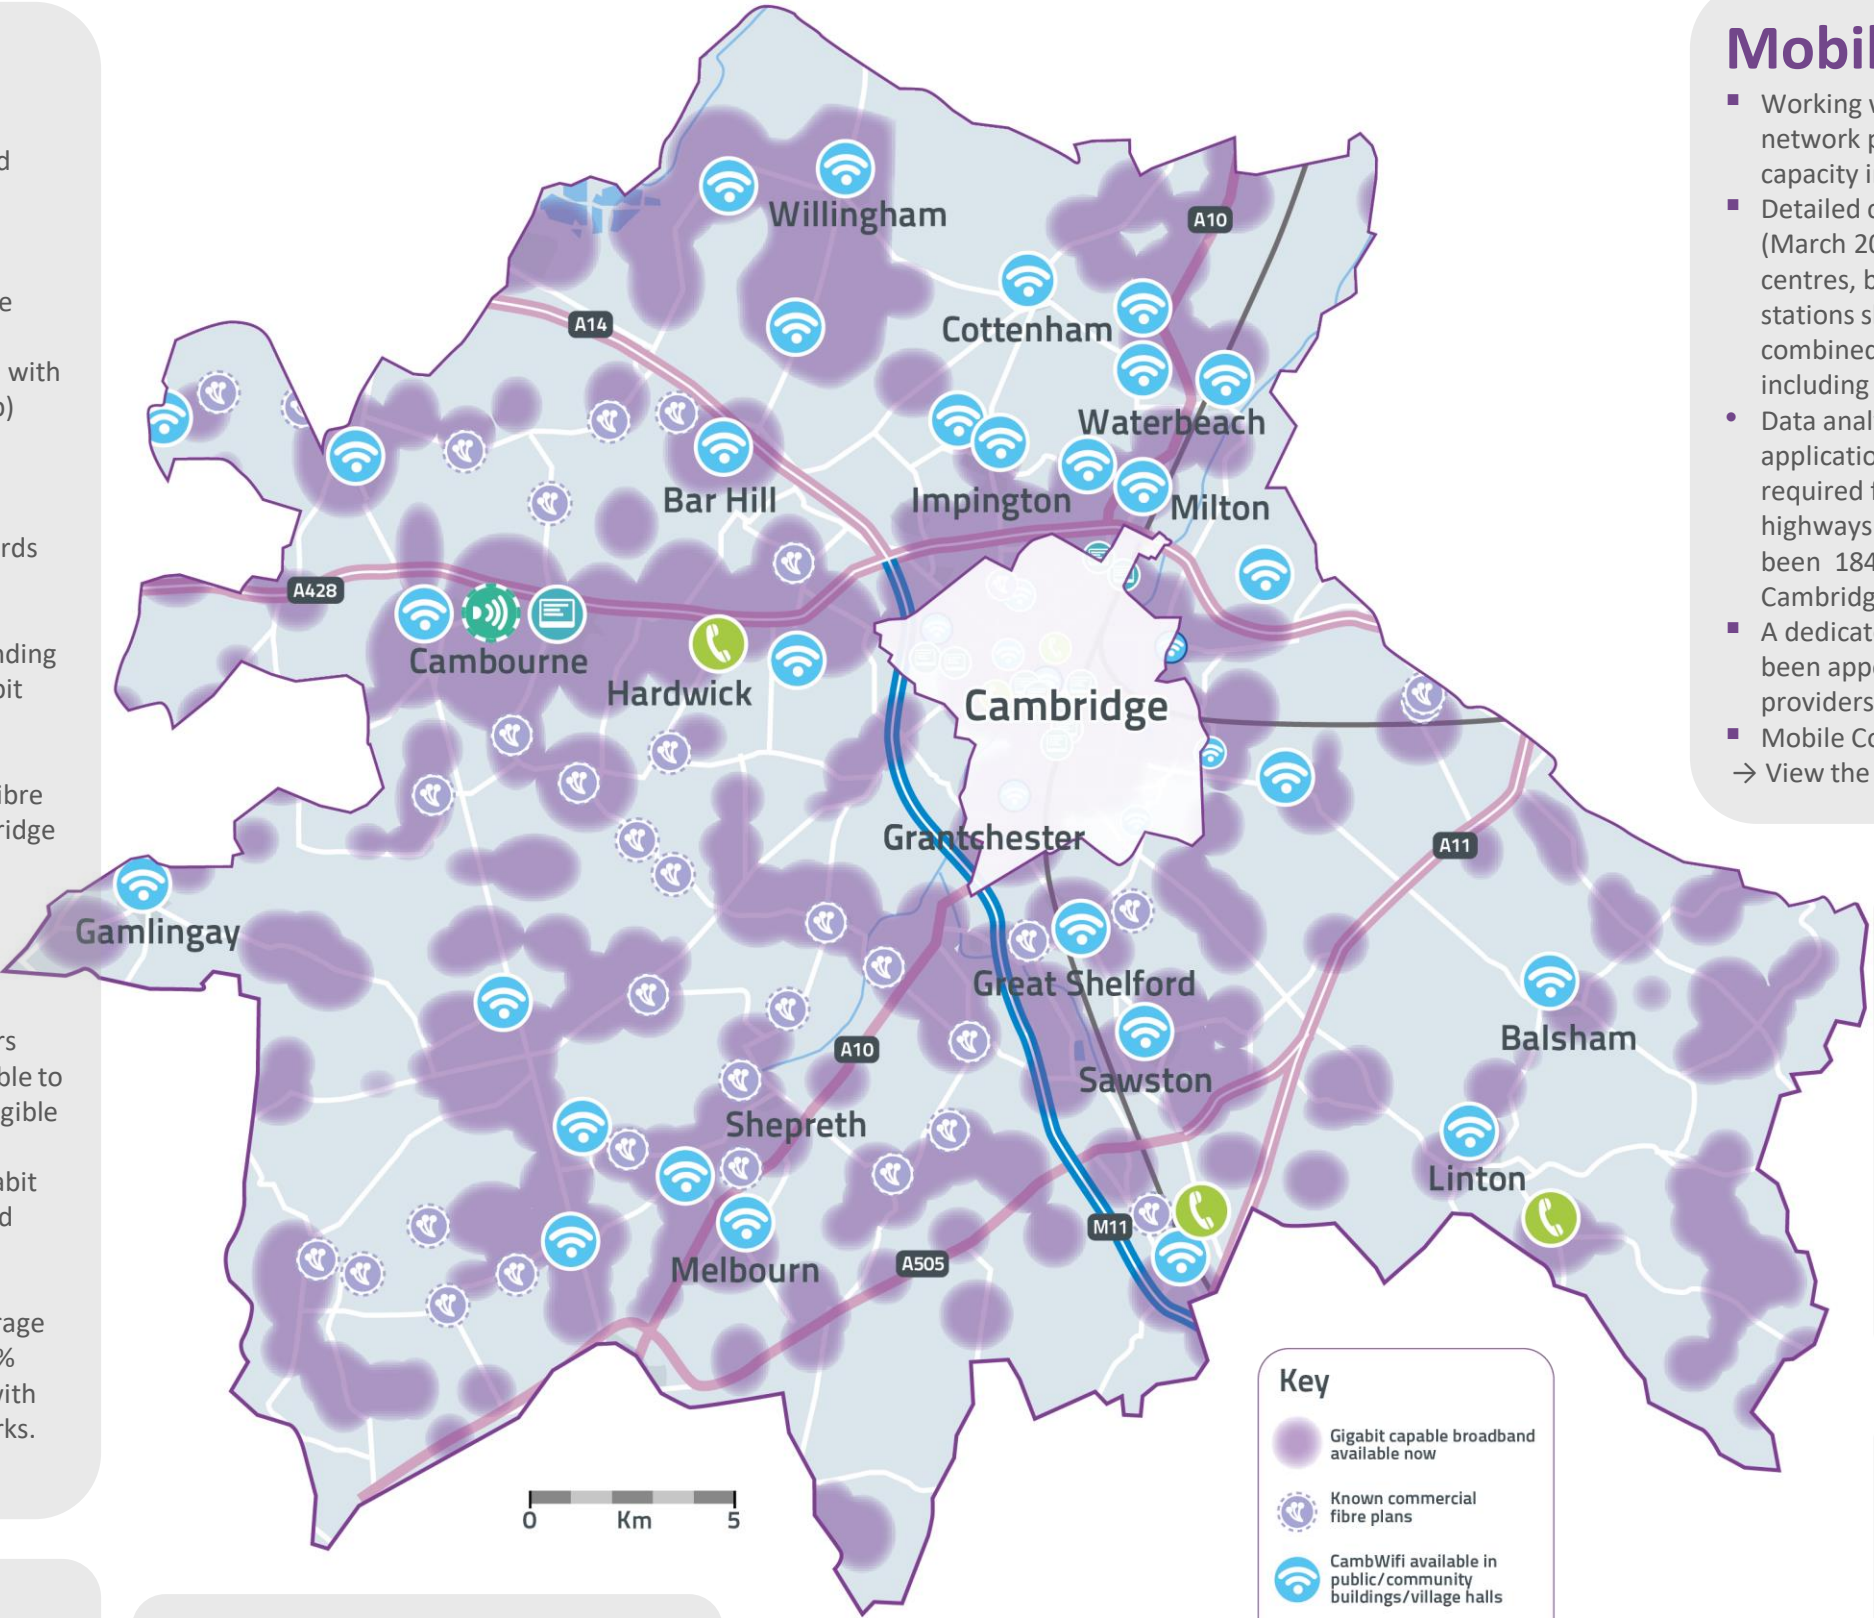 d
e
with
o)
rds
nding
bit
ibre
ridge
rs
ble to
gible
abit
d
rage
%
with
rks.
Willingham
A10
A14
Cottenham
Waterbeach
Bar Hill
Impington
Milton
A428
Cambourne
Hardwick
Cambridge
Grantchester
A11
Gamlingay
Great Shelford
Balsham
A10
Sawston
Shepreth
Linton
M11
Melbourn
A505
0 Km 5
Key
Gigabit capable broadband
available now
Known commercial
fibre plans
CambWifi available in
public/community
buildings/village halls
Mobil
▪ Working
network p
capacity i
▪ Detailed
(March 20
centres, b
stations s
combined
including
• Data anal
applicatio
required
highways
been 184
Cambridg
▪ A dedicat
been appo
providers
▪ Mobile Co
→ View the